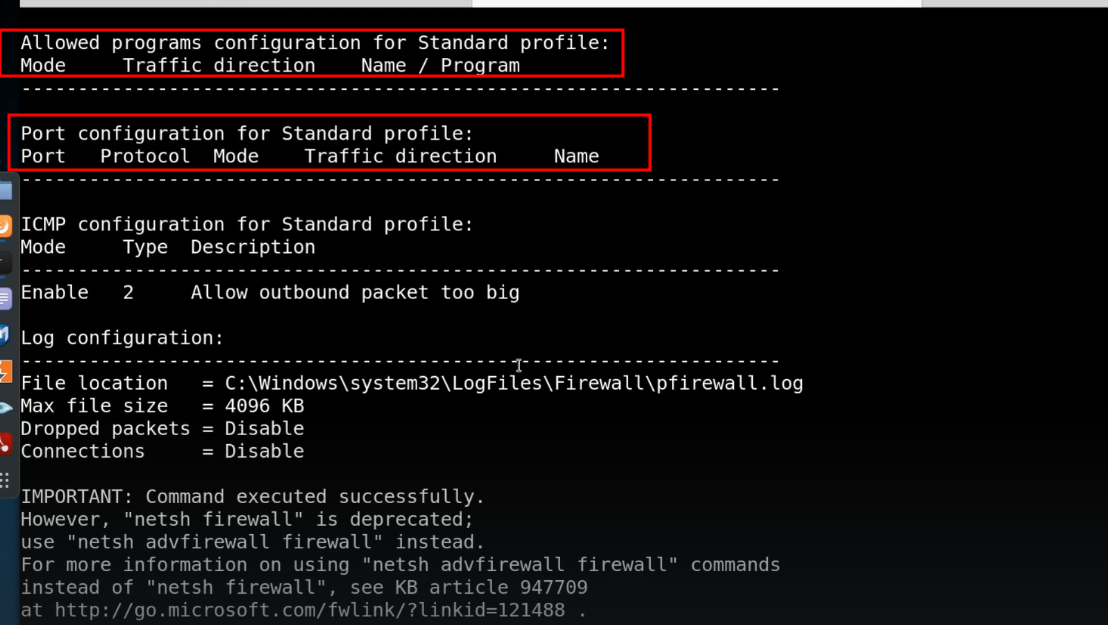 Allowed programs configuration for Standard profile:
Mode     Traffic direction    Name / Program
-------------------------------------------------------------------
Port configuration for Standard profile:
Port   Protocol  Mode    Traffic direction     Name
-------------------------------------------------------------------
ICMP configuration for Standard profile:
Mode     Type  Description
-------------------------------------------------------------------
Enable   2     Allow outbound packet too big
Log configuration:
-------------------------------------------------------------------
File location   = C:\Windows\system32\LogFiles\Firewall\pfirewall.log
Max file size   = 4096 KB
Dropped packets = Disable
Connections     = Disable
IMPORTANT: Command executed successfully.
However, "netsh firewall" is deprecated;
use "netsh advfirewall firewall" instead.
For more information on using "netsh advfirewall firewall" commands
instead of "netsh firewall", see KB article 947709
at http://go.microsoft.com/fwlink/?linkid=121488 .